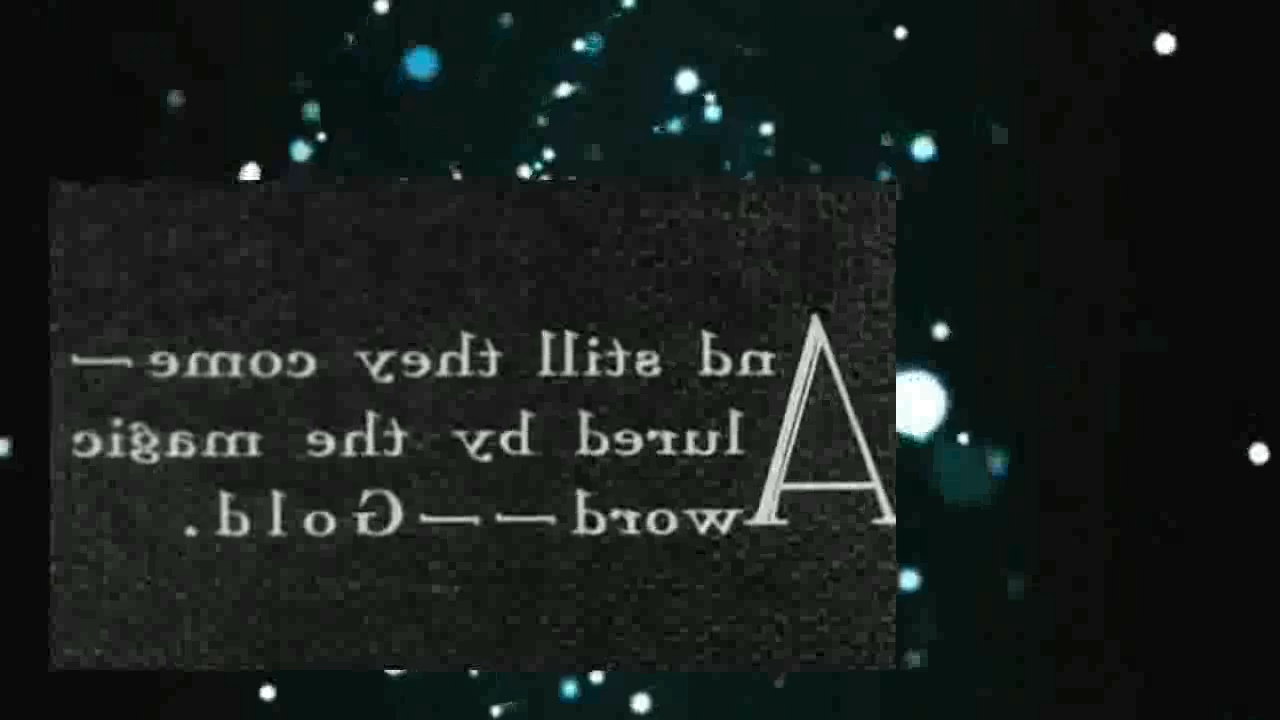 And still they come —
lured by the magic
word — — Gold.